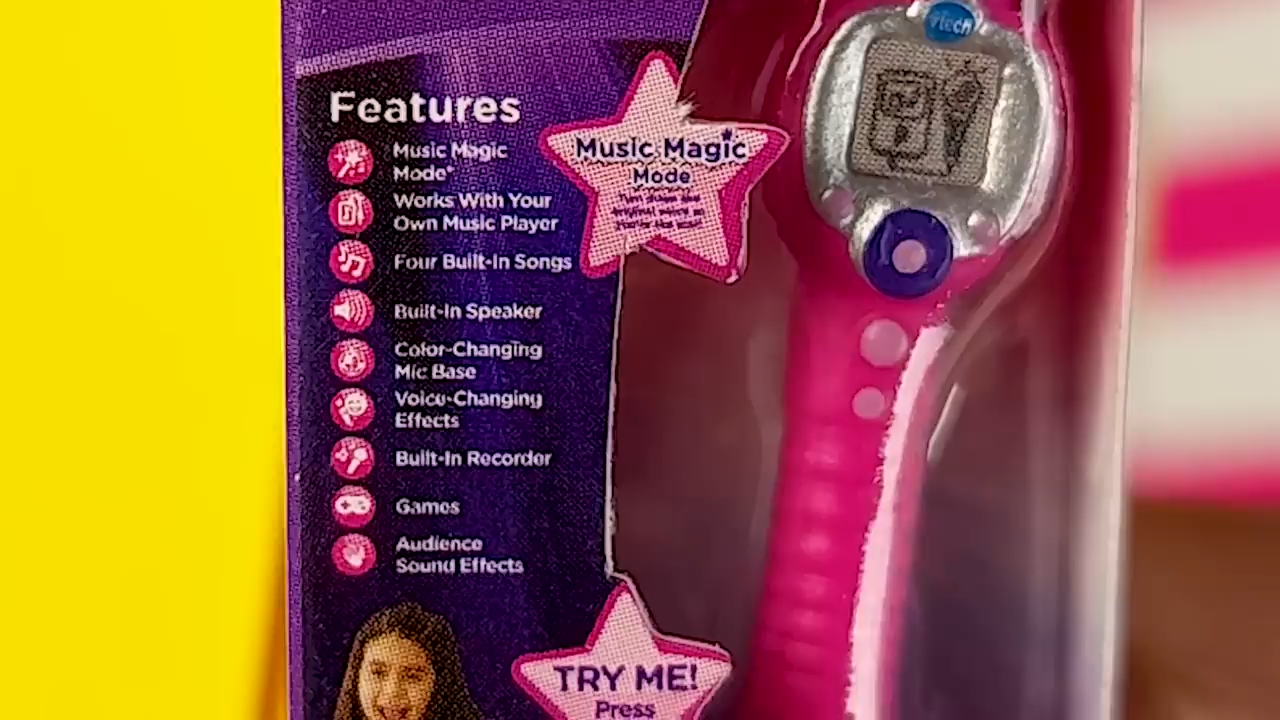 vtech
Features
Music Magic
Mode*
Works With Your
Own Music Player
Four Built-In Songs
Built-In Speaker
Color-Changing
Mic Base
Voice-Changing
Effects
Built-In Recorder
Games
Audience
Sound Effects
Music Magic
Mode
TRY ME!
Press